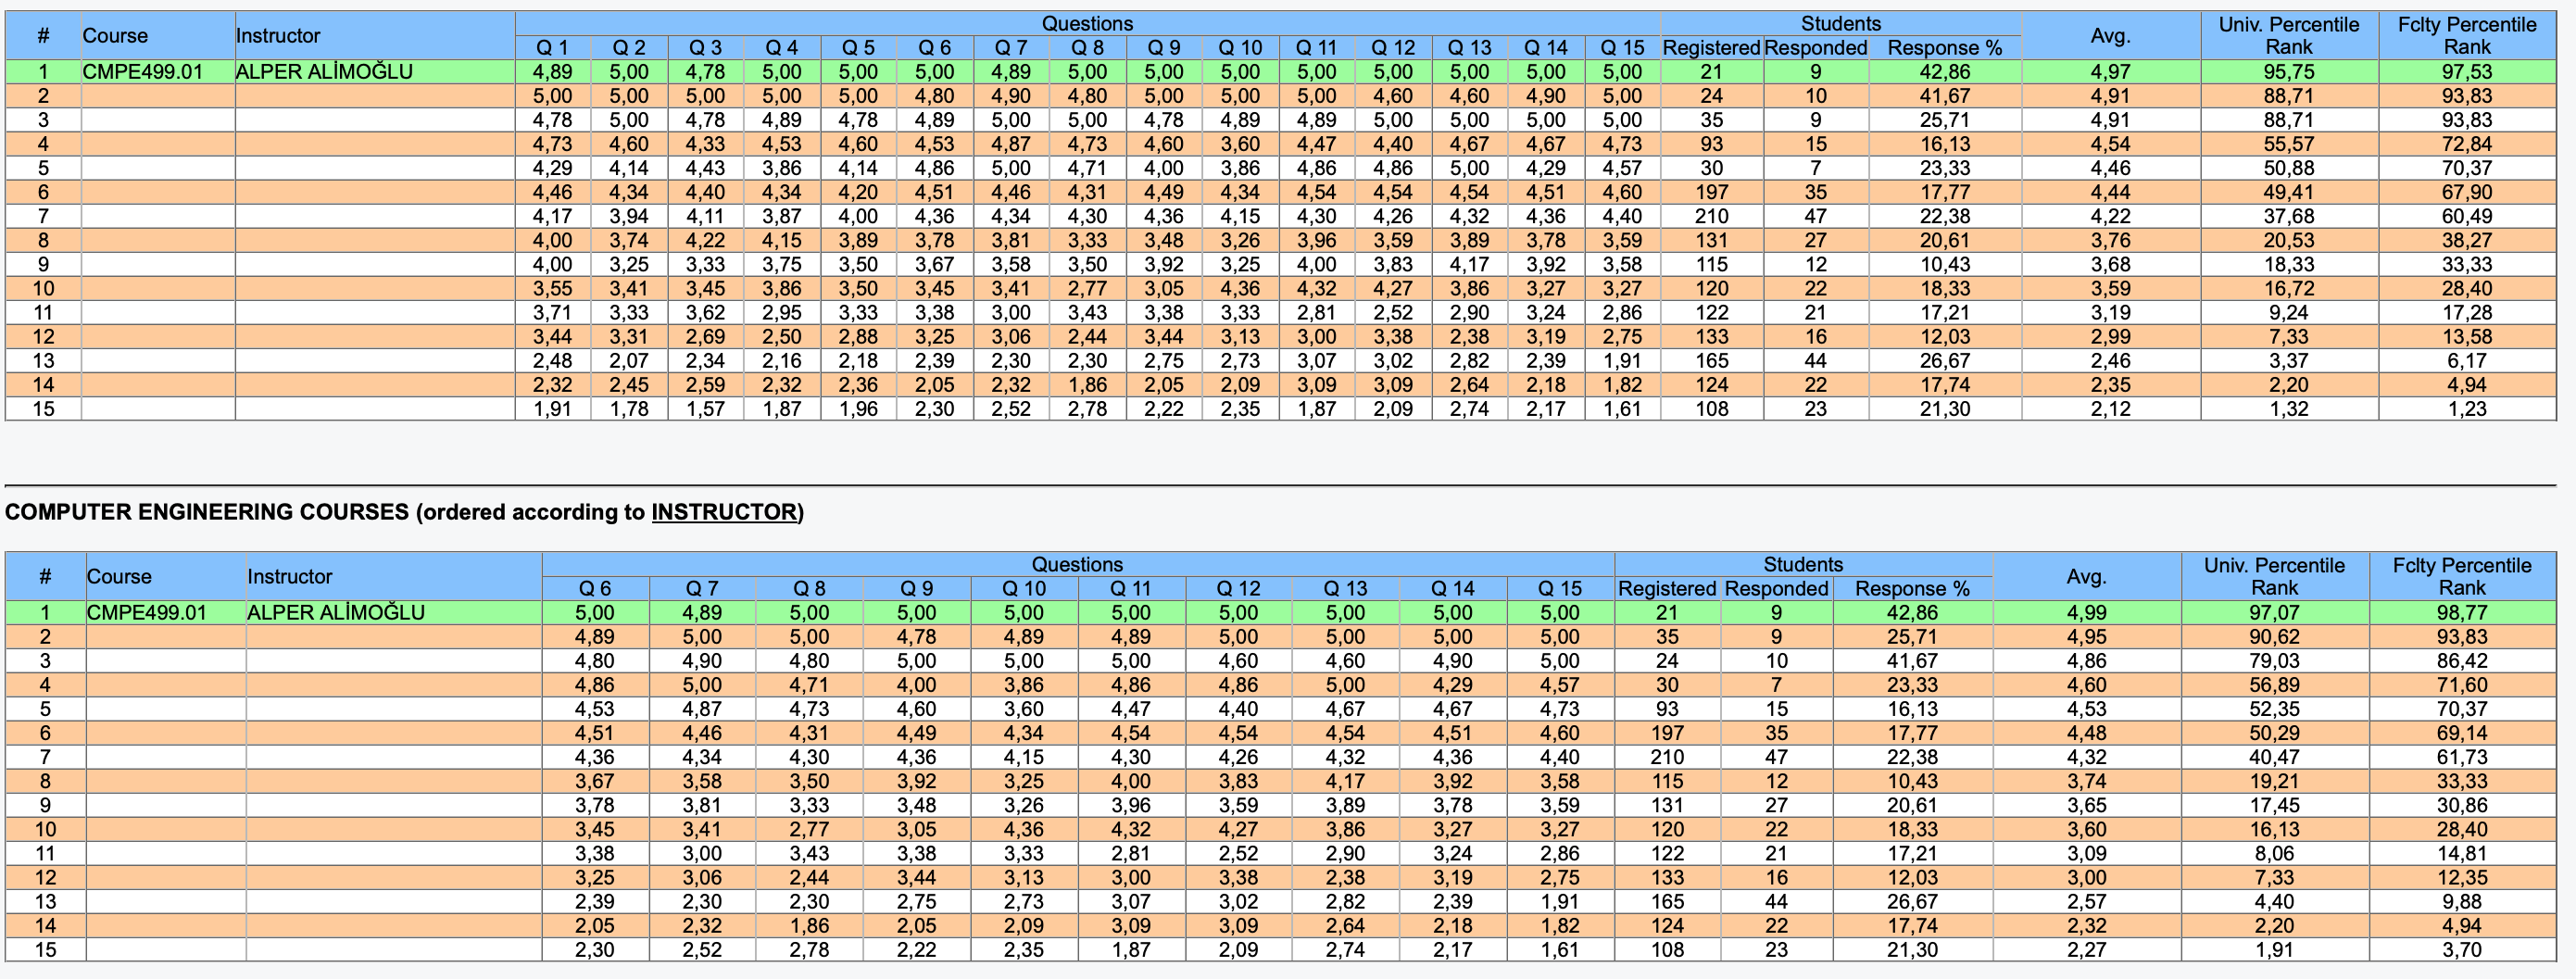 # Course Instructor Questions Students Avg. Univ. Percentile Rank Fclty Percentile Rank
Q 1 Q 2 Q 3 Q 4 Q 5 Q 6 Q 7 Q 8 Q 9 Q 10 Q 11 Q 12 Q 13 Q 14 Q 15 Registered Responded Response %
1 CMPE499.01 ALPER ALİMOĞLU 4,89 5,00 4,78 5,00 5,00 5,00 4,89 5,00 5,00 5,00 5,00 5,00 5,00 5,00 5,00 21 9 42,86 4,97 95,75 97,53
2 5,00 5,00 5,00 5,00 5,00 4,80 4,90 4,80 5,00 5,00 5,00 4,60 4,60 4,90 5,00 24 10 41,67 4,91 88,71 93,83
3 4,78 5,00 4,78 4,89 4,78 4,89 5,00 5,00 4,78 4,89 4,89 5,00 5,00 5,00 5,00 35 9 25,71 4,91 88,71 93,83
4 4,73 4,60 4,33 4,53 4,60 4,53 4,87 4,73 4,60 3,60 4,47 4,40 4,67 4,67 4,73 93 15 16,13 4,54 55,57 72,84
5 4,29 4,14 4,43 3,86 4,14 4,86 5,00 4,71 4,00 3,86 4,86 4,86 5,00 4,29 4,57 30 7 23,33 4,46 50,88 70,37
6 4,46 4,34 4,40 4,34 4,20 4,51 4,46 4,31 4,49 4,34 4,54 4,54 4,54 4,51 4,60 197 35 17,77 4,44 49,41 67,90
7 4,17 3,94 4,11 3,87 4,00 4,36 4,34 4,30 4,36 4,15 4,30 4,26 4,32 4,36 4,40 210 47 22,38 4,22 37,68 60,49
8 4,00 3,74 4,22 4,15 3,89 3,78 3,81 3,33 3,48 3,26 3,96 3,59 3,89 3,78 3,59 131 27 20,61 3,76 20,53 38,27
9 4,00 3,25 3,33 3,75 3,50 3,67 3,58 3,50 3,92 3,25 4,00 3,83 4,17 3,92 3,58 115 12 10,43 3,68 18,33 33,33
10 3,55 3,41 3,45 3,86 3,50 3,45 3,41 2,77 3,05 4,36 4,32 4,27 3,86 3,27 3,27 120 22 18,33 3,59 16,72 28,40
11 3,71 3,33 3,62 2,95 3,33 3,38 3,00 3,43 3,38 3,33 2,81 2,52 2,90 3,24 2,86 122 21 17,21 3,19 9,24 17,28
12 3,44 3,31 2,69 2,50 2,88 3,25 3,06 2,44 3,44 3,13 3,00 3,38 2,38 3,19 2,75 133 16 12,03 2,99 7,33 13,58
13 2,48 2,07 2,34 2,16 2,18 2,39 2,30 2,30 2,75 2,73 3,07 3,02 2,82 2,39 1,91 165 44 26,67 2,46 3,37 6,17
14 2,32 2,45 2,59 2,32 2,36 2,05 2,32 1,86 2,05 2,09 3,09 3,09 2,64 2,18 1,82 124 22 17,74 2,35 2,20 4,94
15 1,91 1,78 1,57 1,87 1,96 2,30 2,52 2,78 2,22 2,35 1,87 2,09 2,74 2,17 1,61 108 23 21,30 2,12 1,32 1,23
COMPUTER ENGINEERING COURSES (ordered according to INSTRUCTOR)
# Course Instructor Questions Students Avg. Univ. Percentile Rank Fclty Percentile Rank
Q 6 Q 7 Q 8 Q 9 Q 10 Q 11 Q 12 Q 13 Q 14 Q 15 Registered Responded Response %
1 CMPE499.01 ALPER ALİMOĞLU 5,00 4,89 5,00 5,00 5,00 5,00 5,00 5,00 5,00 5,00 21 9 42,86 4,99 97,07 98,77
2 4,89 5,00 5,00 4,78 4,89 4,89 5,00 5,00 5,00 5,00 35 9 25,71 4,95 90,62 93,83
3 4,80 4,90 4,80 5,00 5,00 5,00 4,60 4,60 4,90 5,00 24 10 41,67 4,86 79,03 86,42
4 4,86 5,00 4,71 4,00 3,86 4,86 4,86 5,00 4,29 4,57 30 7 23,33 4,60 56,89 71,60
5 4,53 4,87 4,73 4,60 3,60 4,47 4,40 4,67 4,67 4,73 93 15 16,13 4,53 52,35 70,37
6 4,51 4,46 4,31 4,49 4,34 4,54 4,54 4,54 4,51 4,60 197 35 17,77 4,48 50,29 69,14
7 4,36 4,34 4,30 4,36 4,15 4,30 4,26 4,32 4,36 4,40 210 47 22,38 4,32 40,47 61,73
8 3,67 3,58 3,50 3,92 3,25 4,00 3,83 4,17 3,92 3,58 115 12 10,43 3,74 19,21 33,33
9 3,78 3,81 3,33 3,48 3,26 3,96 3,59 3,89 3,78 3,59 131 27 20,61 3,65 17,45 30,86
10 3,45 3,41 2,77 3,05 4,36 4,32 4,27 3,86 3,27 3,27 120 22 18,33 3,60 16,13 28,40
11 3,38 3,00 3,43 3,38 3,33 2,81 2,52 2,90 3,24 2,86 122 21 17,21 3,09 8,06 14,81
12 3,25 3,06 2,44 3,44 3,13 3,00 3,38 2,38 3,19 2,75 133 16 12,03 3,00 7,33 12,35
13 2,39 2,30 2,30 2,75 2,73 3,07 3,02 2,82 2,39 1,91 165 44 26,67 2,57 4,40 9,88
14 2,05 2,32 1,86 2,05 2,09 3,09 3,09 2,64 2,18 1,82 124 22 17,74 2,32 2,20 4,94
15 2,30 2,52 2,78 2,22 2,35 1,87 2,09 2,74 2,17 1,61 108 23 21,30 2,27 1,91 3,70